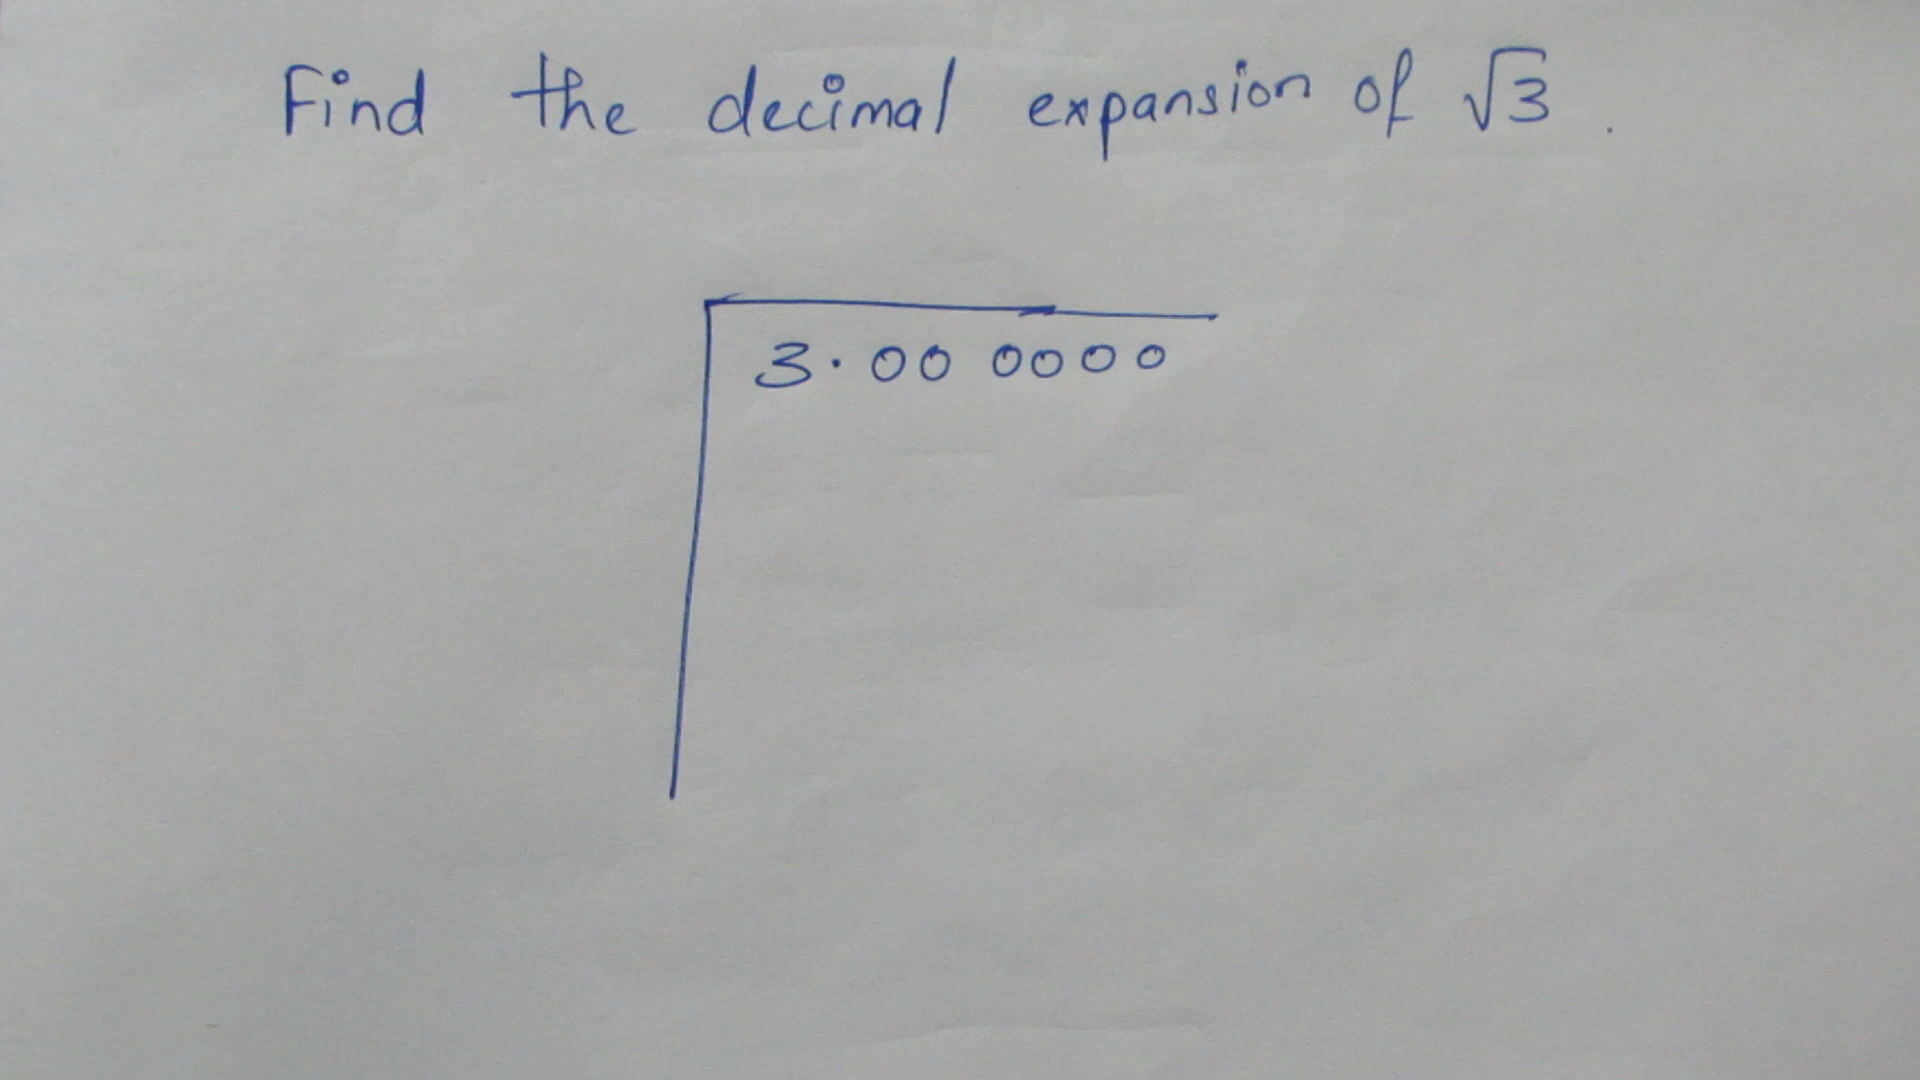 Find the decimal expansion of √3.
3.00 0000